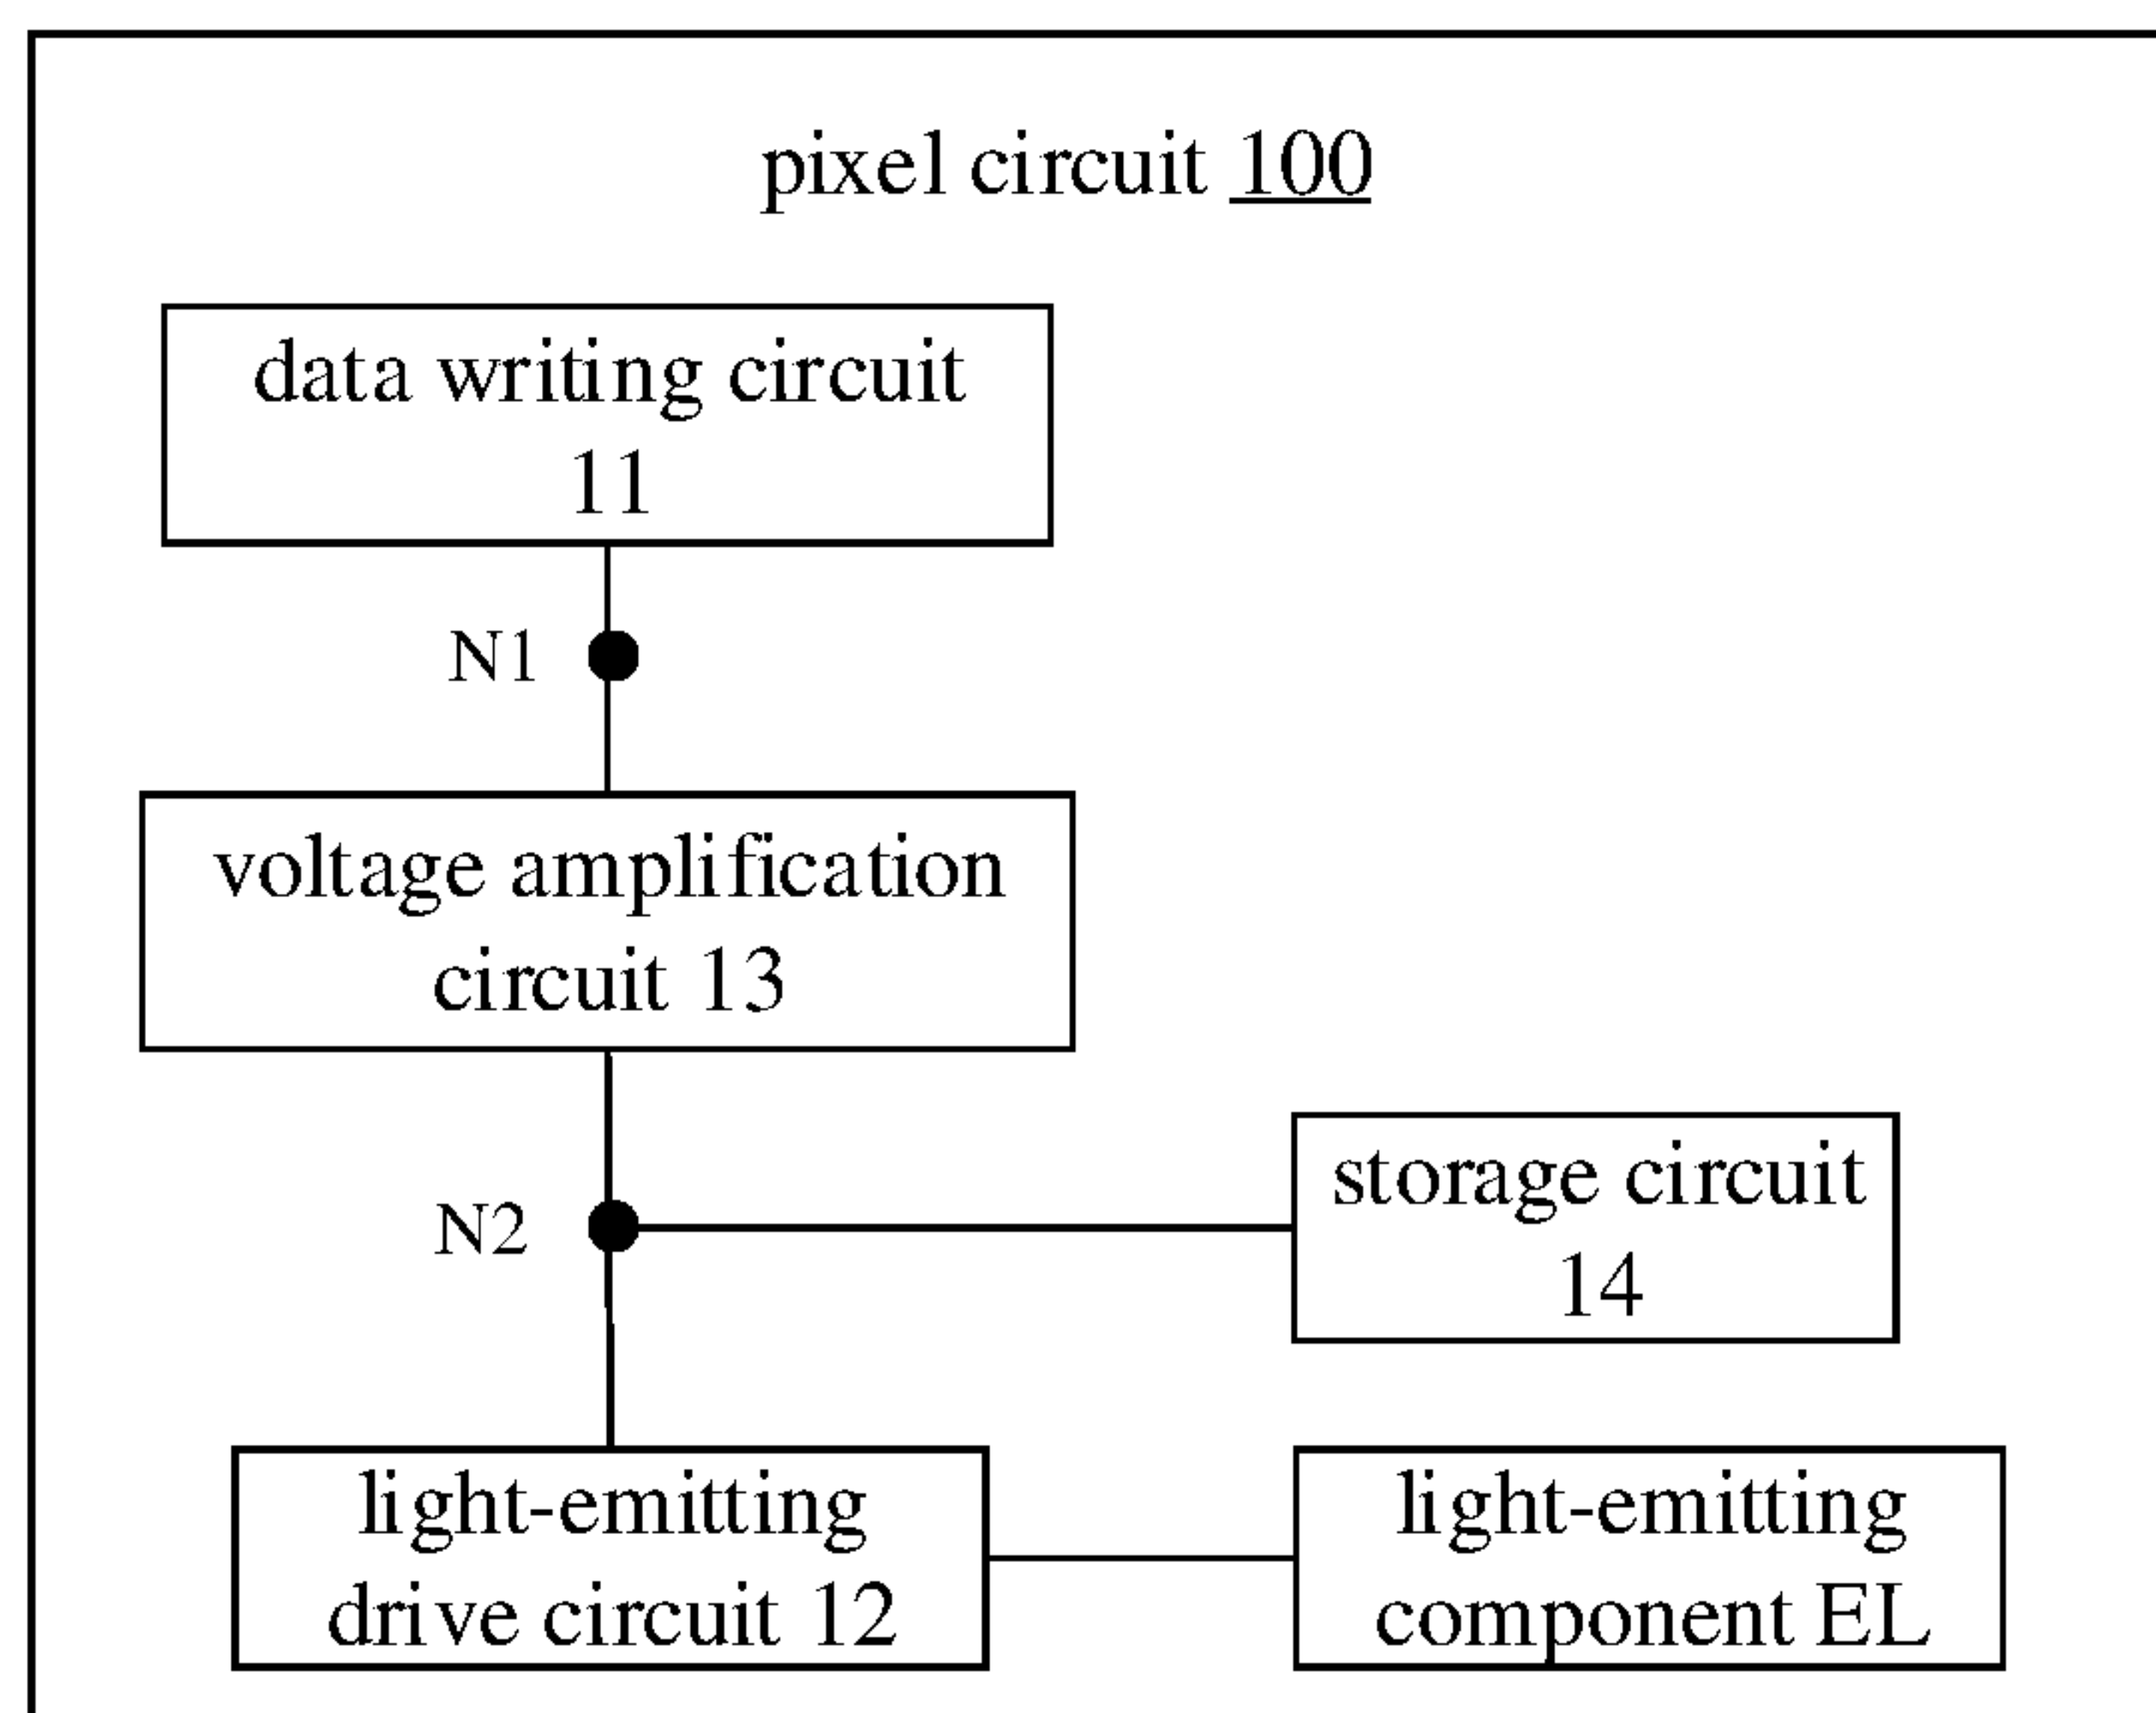 pixel circuit 100
data writing circuit
11
N1
voltage amplification
circuit 13
N2
storage circuit
14
light-emitting
drive circuit 12
light-emitting
component EL